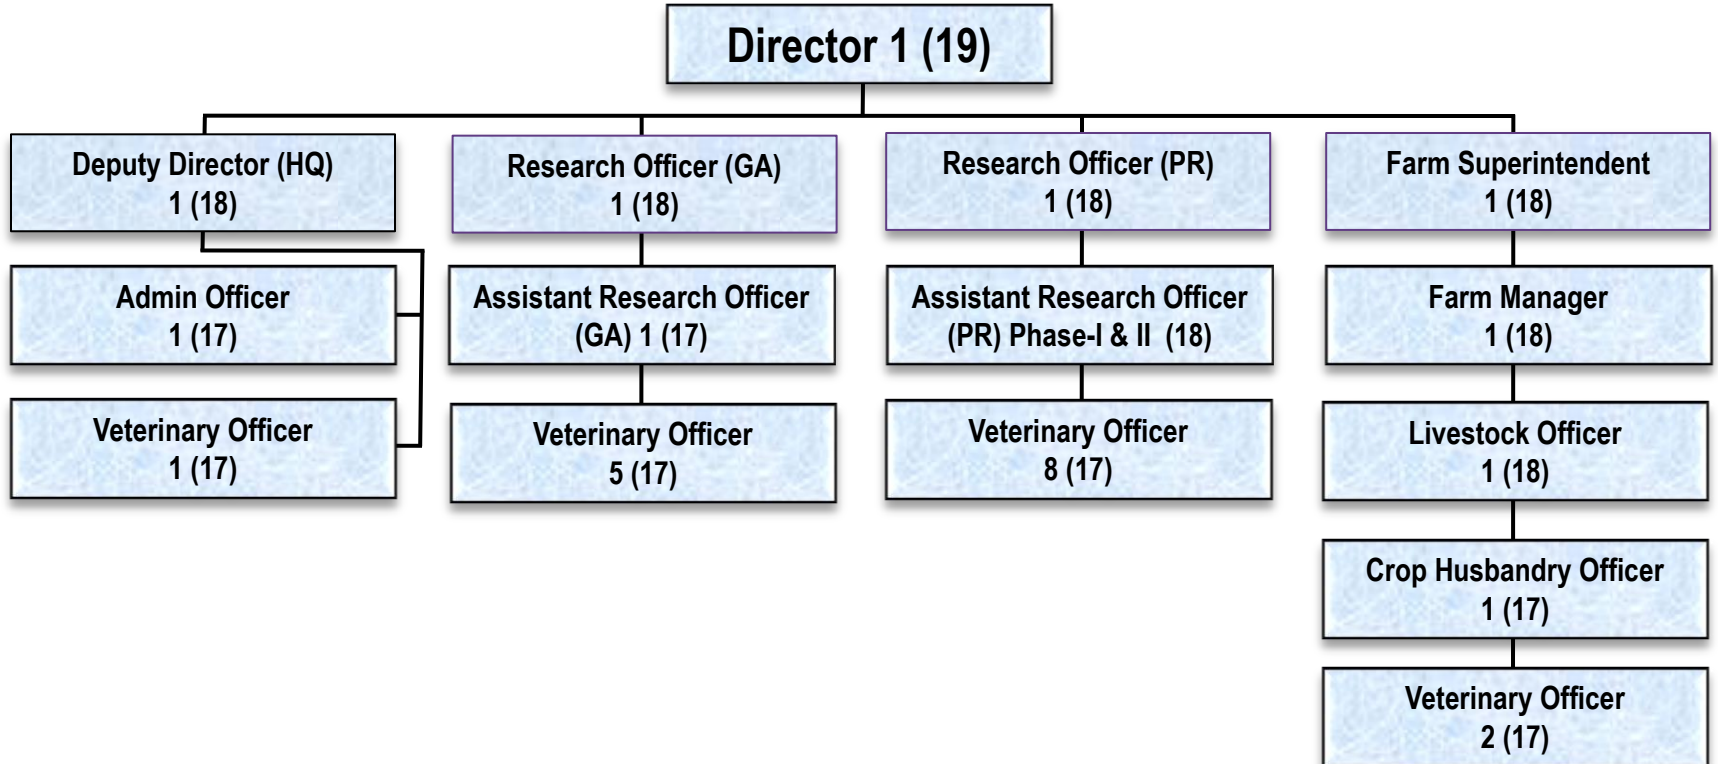 Director 1 (19)
Deputy Director (HQ)
1 (18)
Research Officer (GA)
1 (18)
Research Officer (PR)
1 (18)
Farm Superintendent
1 (18)
Admin Officer
1 (17)
Assistant Research Officer
(GA) 1 (17)
Assistant Research Officer
(PR) Phase-I & II (18)
Farm Manager
1 (18)
Veterinary Officer
1 (17)
Veterinary Officer
5 (17)
Veterinary Officer
8 (17)
Livestock Officer
1 (18)
Crop Husbandry Officer
1 (17)
Veterinary Officer
2 (17)